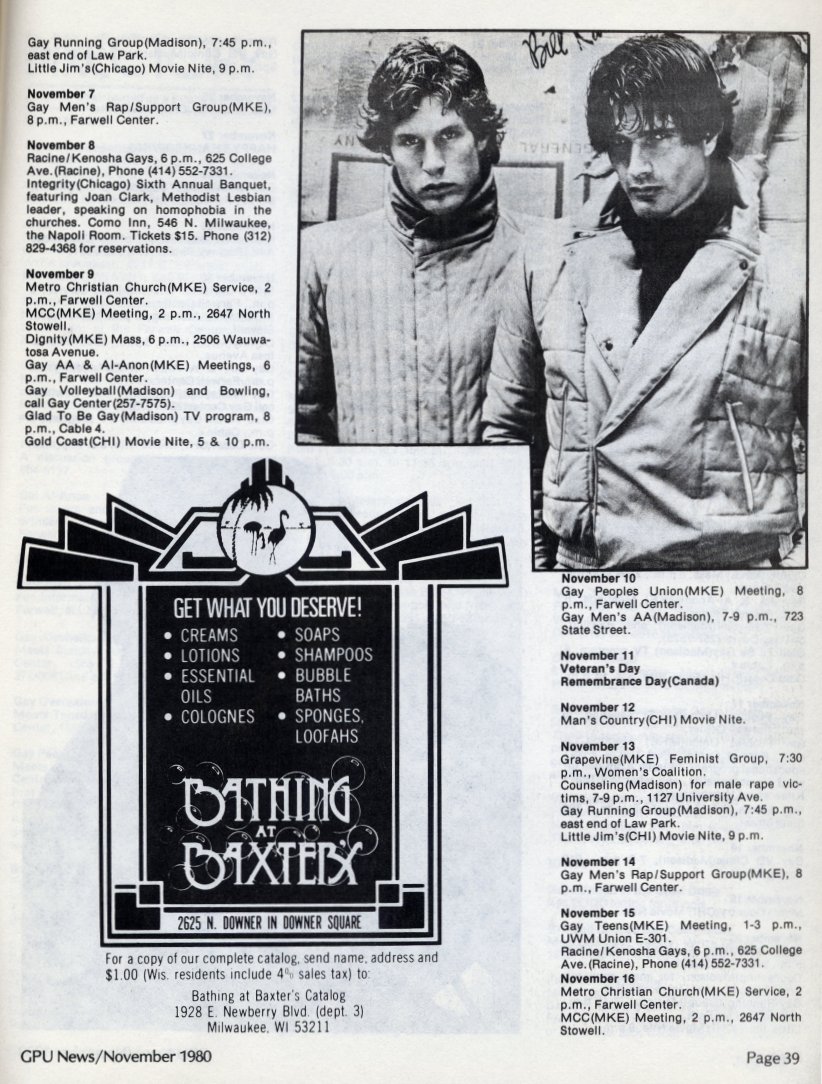 Gay Running Group(Madison), 7:45 p.m.,
east end of Law Park.
Little Jim's(Chicago) Movie Nite, 9 p.m.
November 7
Gay Men's Rap/Support Group(MKE),
8 p.m., Farwell Center.
November 8
Racine/Kenosha Gays, 6 p.m., 625 College
Ave.(Racine), Phone (414) 552-7331.
Integrity(Chicago) Sixth Annual Banquet,
featuring Joan Clark, Methodist Lesbian
leader, speaking on homophobia in the
churches. Como Inn, 546 N. Milwaukee,
the Napoli Room. Tickets $15. Phone (312)
829-4368 for reservations.
November 9
Metro Christian Church(MKE) Service, 2
p.m., Farwell Center.
MCC(MKE) Meeting, 2 p.m., 2647 North
Stowell.
Dignity(MKE) Mass, 6 p.m., 2506 Wauwa-
tosa Avenue.
Gay AA & Al-Anon(MKE) Meetings, 6
p.m., Farwell Center.
Gay Volleyball(Madison) and Bowling,
call Gay Center(257-7575).
Glad To Be Gay(Madison) TV program, 8
p.m., Cable 4.
Gold Coast(CHI) Movie Nite, 5 & 10 p.m.
Bill
GENERAL
GET WHAT YOU DESERVE!
• CREAMS
• LOTIONS
• ESSENTIAL
OILS
• COLOGNES
• SOAPS
• SHAMPOOS
• BUBBLE
BATHS
• SPONGES,
LOOFAHS
BATHING
AT
BAXTER'S
2625 N. DOWNER IN DOWNER SQUARE
For a copy of our complete catalog, send name, address and
$1.00 (Wis. residents include 4% sales tax) to:
Bathing at Baxter's Catalog
1928 E. Newberry Blvd. (dept. 3)
Milwaukee, WI 53211
November 10
Gay Peoples Union(MKE) Meeting, 8
p.m., Farwell Center.
Gay Men's AA(Madison), 7-9 p.m., 723
State Street.
November 11
Veteran's Day
Remembrance Day(Canada)
November 12
Man's Country(CHI) Movie Nite.
November 13
Grapevine(MKE) Feminist Group, 7:30
p.m., Women's Coalition.
Counseling(Madison) for male rape vic-
tims, 7-9 p.m., 1127 University Ave.
Gay Running Group(Madison), 7:45 p.m.,
east end of Law Park.
Little Jim's(CHI) Movie Nite, 9 p.m.
November 14
Gay Men's Rap/Support Group(MKE), 8
p.m., Farwell Center.
November 15
Gay Teens(MKE) Meeting, 1-3 p.m.,
UWM Union E-301.
Racine/Kenosha Gays, 6 p.m., 625 College
Ave.(Racine), Phone (414) 552-7331.
November 16
Metro Christian Church(MKE) Service, 2
p.m., Farwell Center.
MCC(MKE) Meeting, 2 p.m., 2647 North
Stowell.
GPU News/November 1980
Page 39